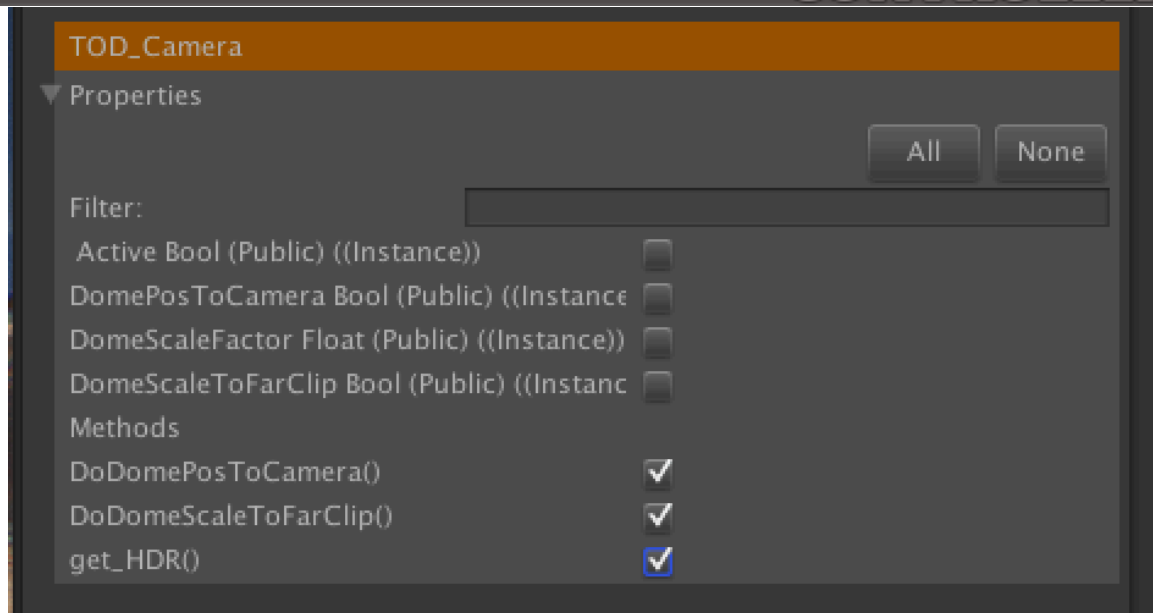 TOD_Camera
Properties
All None
Filter:
Active Bool (Public) ((Instance))
DomePosToCamera Bool (Public) ((Instance
DomeScaleFactor Float (Public) ((Instance))
DomeScaleToFarClip Bool (Public) ((Instanc
Methods
DoDomePosToCamera()
DoDomeScaleToFarClip()
get_HDR()